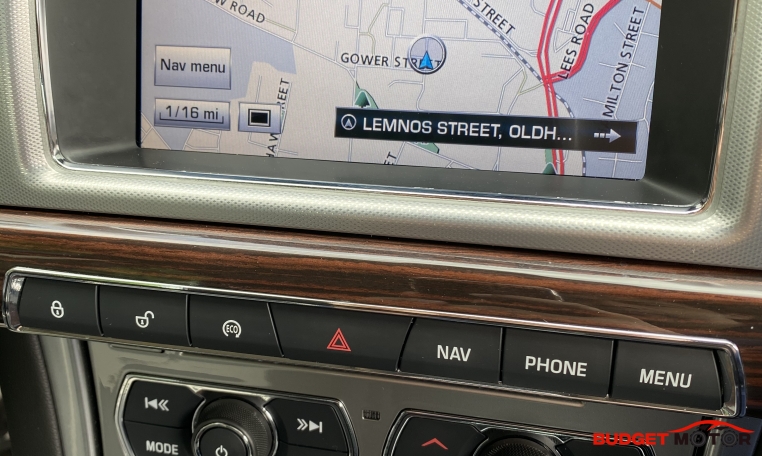 W ROAD
STREET
GOWER STREET
LEES ROAD
MILTON STREET
Nav menu
1/16 mi
LEMNOS STREET, OLDH...
ECO
NAV
PHONE
MENU
MODE
BUDGET MOTOR